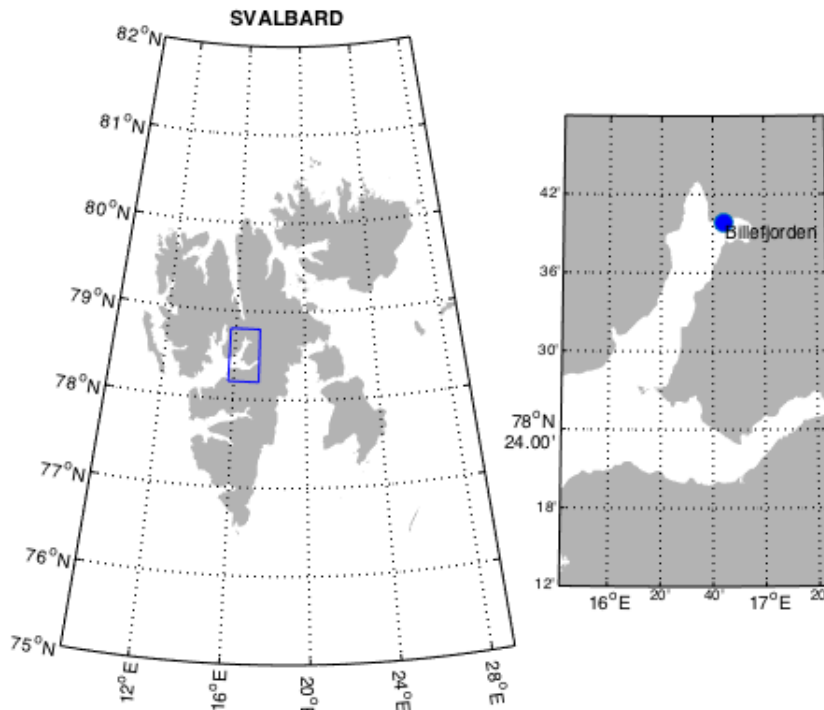 SVALBARD
82°N
81°N
80°N
79°N
78°N
77°N
76°N
75°N
12°E
16°E
20°E
24°E
28°E
42'
36'
30'
78°N
24.00'
18'
12'
16°E
20'
40'
17°E
20
Billefjorden